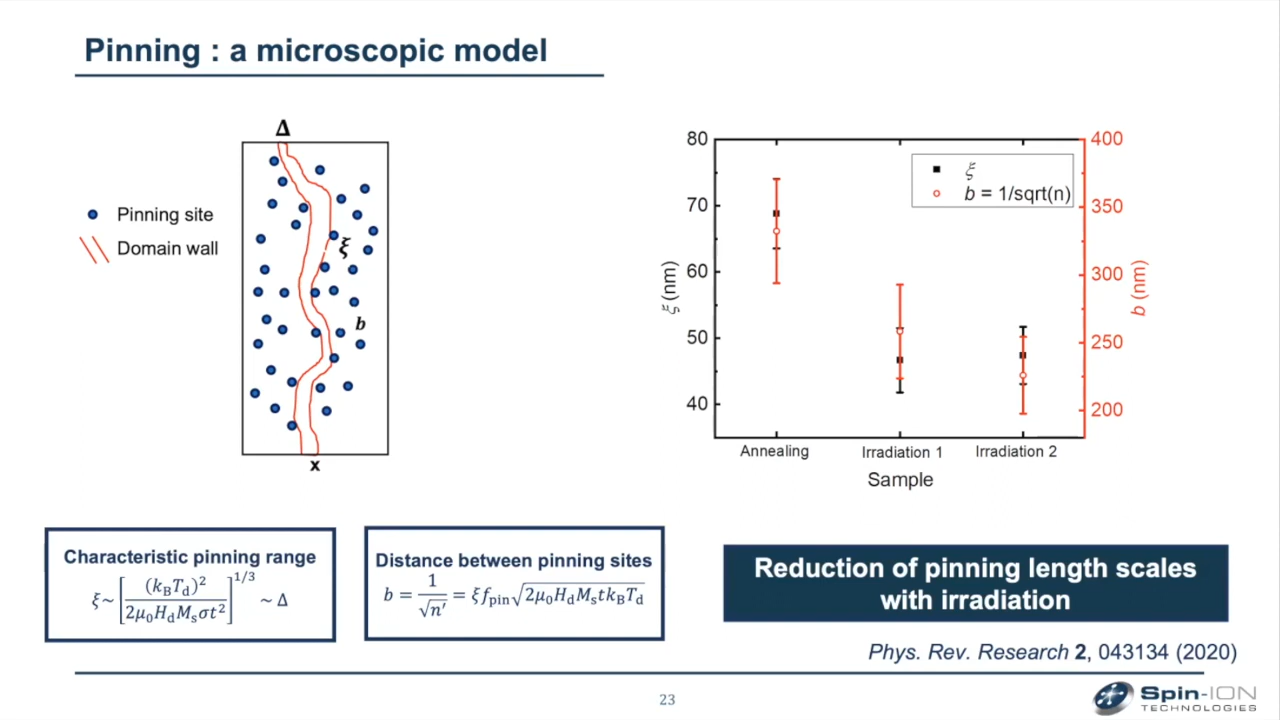 Pinning : a microscopic model
Δ
Pinning site
Domain wall
ξ
b
x
80
70
60
50
40
ξ (nm)
400
350
300
250
200
b (nm)
ξ
b = 1/sqrt(n)
Annealing
Irradiation 1
Irradiation 2
Sample
Characteristic pinning range
ξ~ [(k_BT_d)² / 2μ₀H_dM_sσt²]^1/3 ~ Δ
Distance between pinning sites
b = 1/√n' = ξf_pin√2μ₀H_dM_stk_BT_d
Reduction of pinning length scales
with irradiation
Phys. Rev. Research 2, 043134 (2020)
23
Spin-ION
TECHNOLOGIES